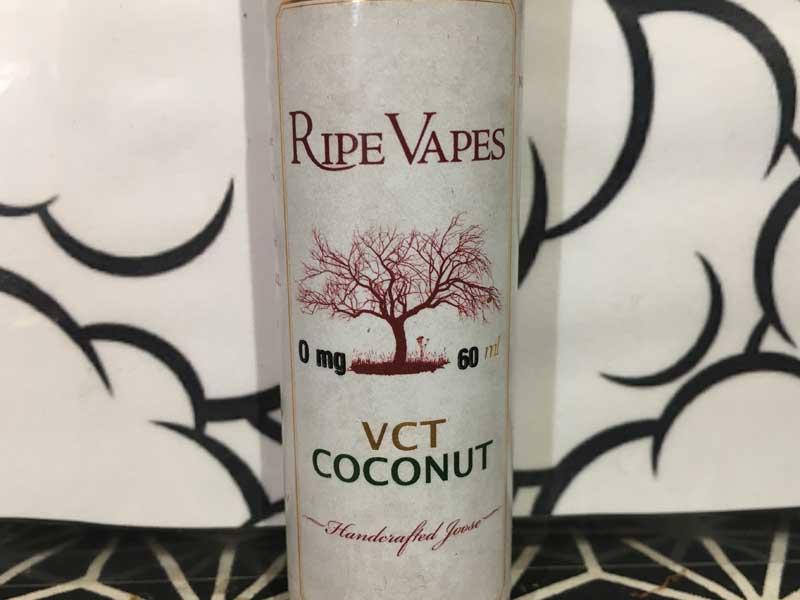 RIPE VAPES
0 mg 60 ml
VCT
COCONUT
Handcrafted Joose